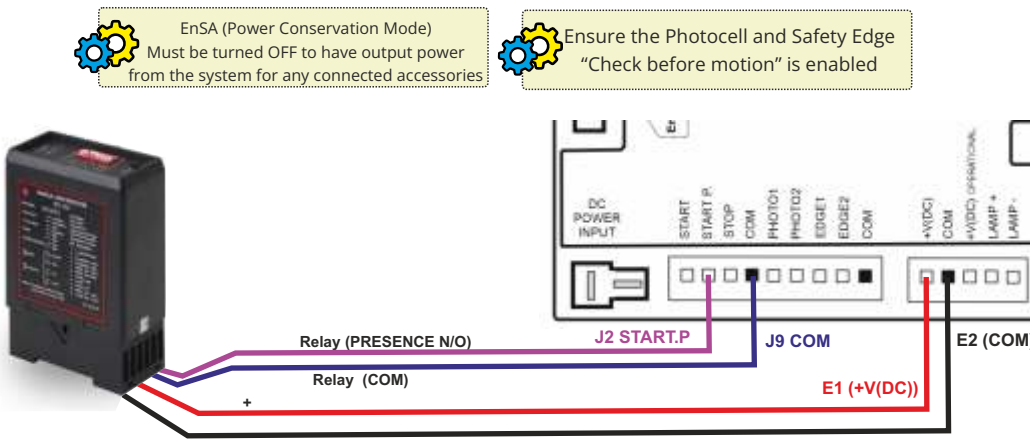 EnSA (Power Conservation Mode)
Must be turned OFF to have output power
from the system for any connected accessories
Ensure the Photocell and Safety Edge
“Check before motion” is enabled
DC
POWER
INPUT
START
START P.
STOP
COM
PHOTO1
PHOTO2
EDGE1
EDGE2
COM
+V(DC)
COM
+V(DC) OPERATIONAL
LAMP +
LAMP -
Relay (PRESENCE N/O)
J2 START.P
J9 COM
E2 (COM
Relay (COM)
E1 (+V(DC))
+